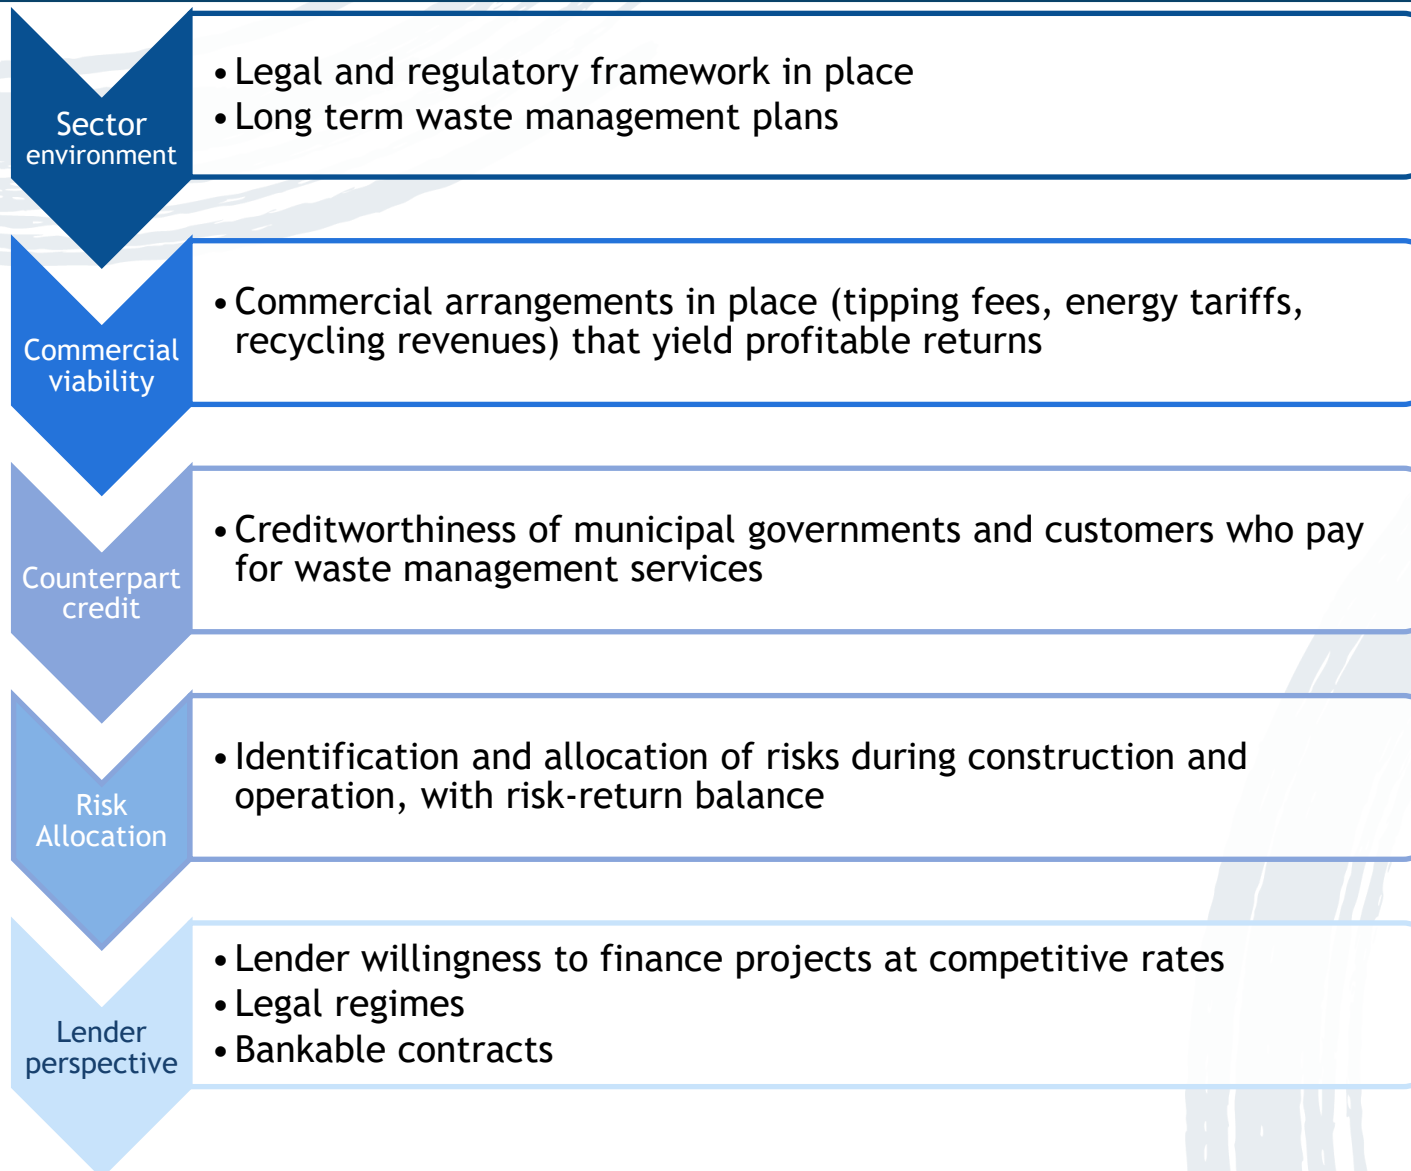 Sector
environment
• Legal and regulatory framework in place
• Long term waste management plans
Commercial
viability
• Commercial arrangements in place (tipping fees, energy tariffs,
recycling revenues) that yield profitable returns
Counterpart
credit
• Creditworthiness of municipal governments and customers who pay
for waste management services
Risk
Allocation
• Identification and allocation of risks during construction and
operation, with risk-return balance
Lender
perspective
• Lender willingness to finance projects at competitive rates
• Legal regimes
• Bankable contracts